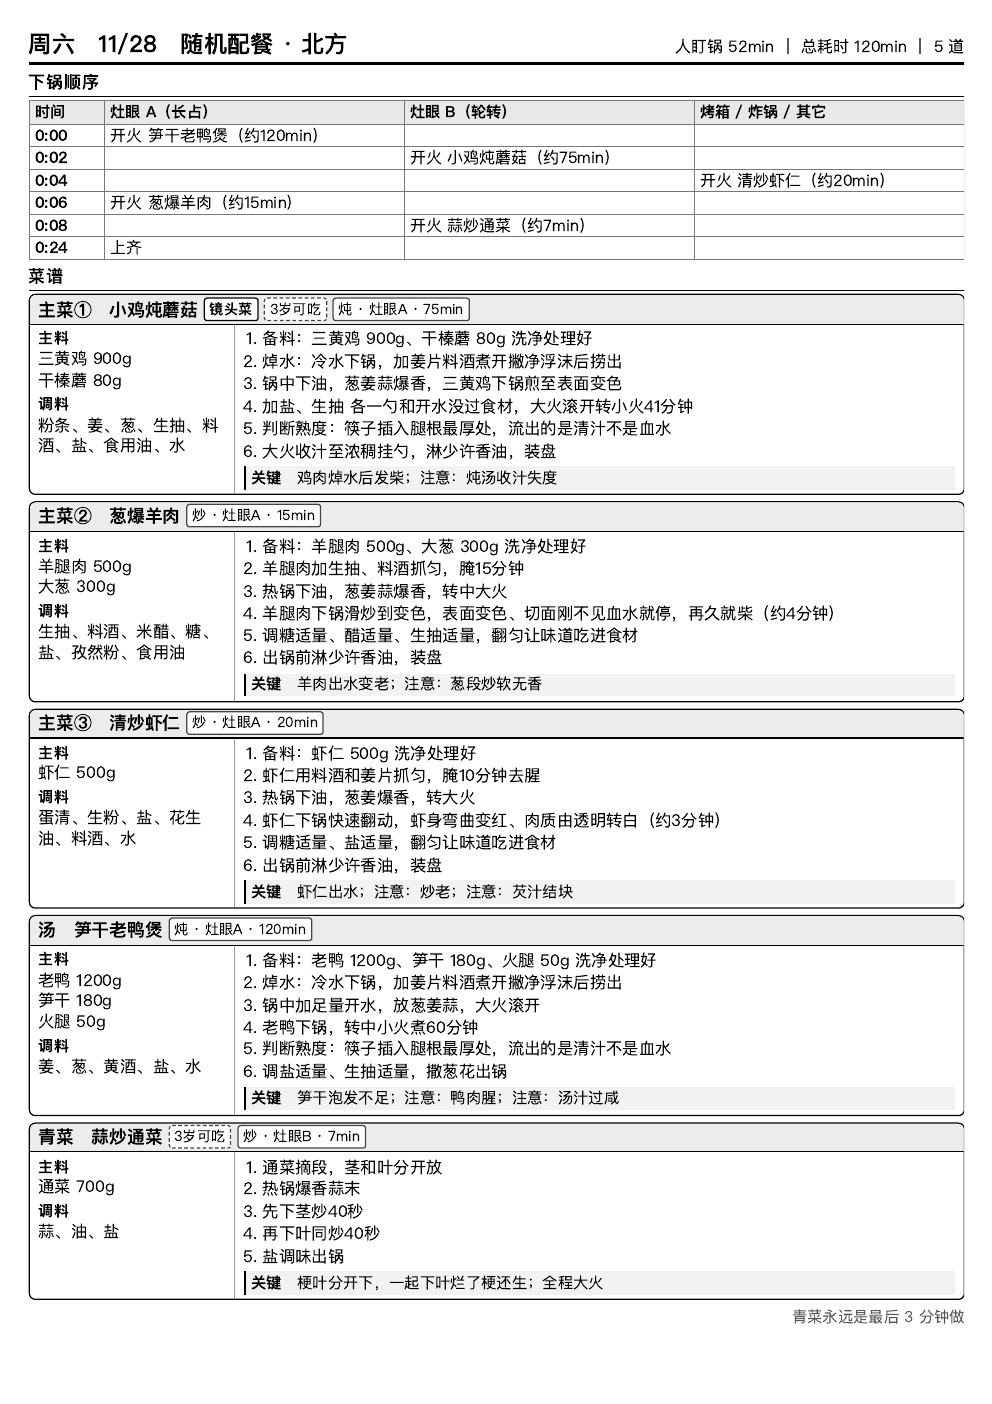 周六 11/28 随机配餐 · 北方
人盯锅 52min | 总耗时 120min | 5 道
下锅顺序
时间 灶眼 A（长占） 灶眼 B（轮转） 烤箱 / 炸锅 / 其它
0:00 开火 笋干老鸭煲（约120min）
0:02 开火 小鸡炖蘑菇（约75min）
0:04 开火 清炒虾仁（约20min）
0:06 开火 葱爆羊肉（约15min）
0:08 开火 蒜炒通菜（约7min）
0:24 上齐
菜谱
主菜① 小鸡炖蘑菇 镜头菜 3岁可吃 炖 · 灶眼A · 75min
主料
三黄鸡 900g
干榛蘑 80g
调料
粉条、姜、葱、生抽、料
酒、盐、食用油、水
1. 备料：三黄鸡 900g、干榛蘑 80g 洗净处理好
2. 焯水：冷水下锅，加姜片料酒煮开撇净浮沫后捞出
3. 锅中下油，葱姜蒜爆香，三黄鸡下锅煎至表面变色
4. 加盐、生抽 各一勺和开水没过食材，大火滚开转小火41分钟
5. 判断熟度：筷子插入腿根最厚处，流出的是清汁不是血水
6. 大火收汁至浓稠挂勺，淋少许香油，装盘
关键 鸡肉焯水后发柴；注意：炖汤收汁失度
主菜② 葱爆羊肉 炒 · 灶眼A · 15min
主料
羊腿肉 500g
大葱 300g
调料
生抽、料酒、米醋、糖、
盐、孜然粉、食用油
1. 备料：羊腿肉 500g、大葱 300g 洗净处理好
2. 羊腿肉加生抽、料酒抓匀，腌15分钟
3. 热锅下油，葱姜蒜爆香，转中大火
4. 羊腿肉下锅滑炒到变色，表面变色、切面刚不见血水就停，再久就柴（约4分钟）
5. 调糖适量、醋适量、生抽适量，翻匀让味道吃进食材
6. 出锅前淋少许香油，装盘
关键 羊肉出水变老；注意：葱段炒软无香
主菜③ 清炒虾仁 炒 · 灶眼A · 20min
主料
虾仁 500g
调料
蛋清、生粉、盐、花生
油、料酒、水
1. 备料：虾仁 500g 洗净处理好
2. 虾仁用料酒和姜片抓匀，腌10分钟去腥
3. 热锅下油，葱姜爆香，转大火
4. 虾仁下锅快速翻动，虾身弯曲变红、肉质由透明转白（约3分钟）
5. 调糖适量、盐适量，翻匀让味道吃进食材
6. 出锅前淋少许香油，装盘
关键 虾仁出水；注意：炒老；注意：芡汁结块
汤 笋干老鸭煲 炖 · 灶眼A · 120min
主料
老鸭 1200g
笋干 180g
火腿 50g
调料
姜、葱、黄酒、盐、水
1. 备料：老鸭 1200g、笋干 180g、火腿 50g 洗净处理好
2. 焯水：冷水下锅，加姜片料酒煮开撇净浮沫后捞出
3. 锅中加足量开水，放葱姜蒜，大火滚开
4. 老鸭下锅，转中小火煮60分钟
5. 判断熟度：筷子插入腿根最厚处，流出的是清汁不是血水
6. 调盐适量、生抽适量，撒葱花出锅
关键 笋干泡发不足；注意：鸭肉腥；注意：汤汁过咸
青菜 蒜炒通菜 3岁可吃 炒 · 灶眼B · 7min
主料
通菜 700g
调料
蒜、油、盐
1. 通菜摘段，茎和叶分开放
2. 热锅爆香蒜末
3. 先下茎炒40秒
4. 再下叶同炒40秒
5. 盐调味出锅
关键 梗叶分开下，一起下叶烂了梗还生；全程大火
青菜永远是最后 3 分钟做